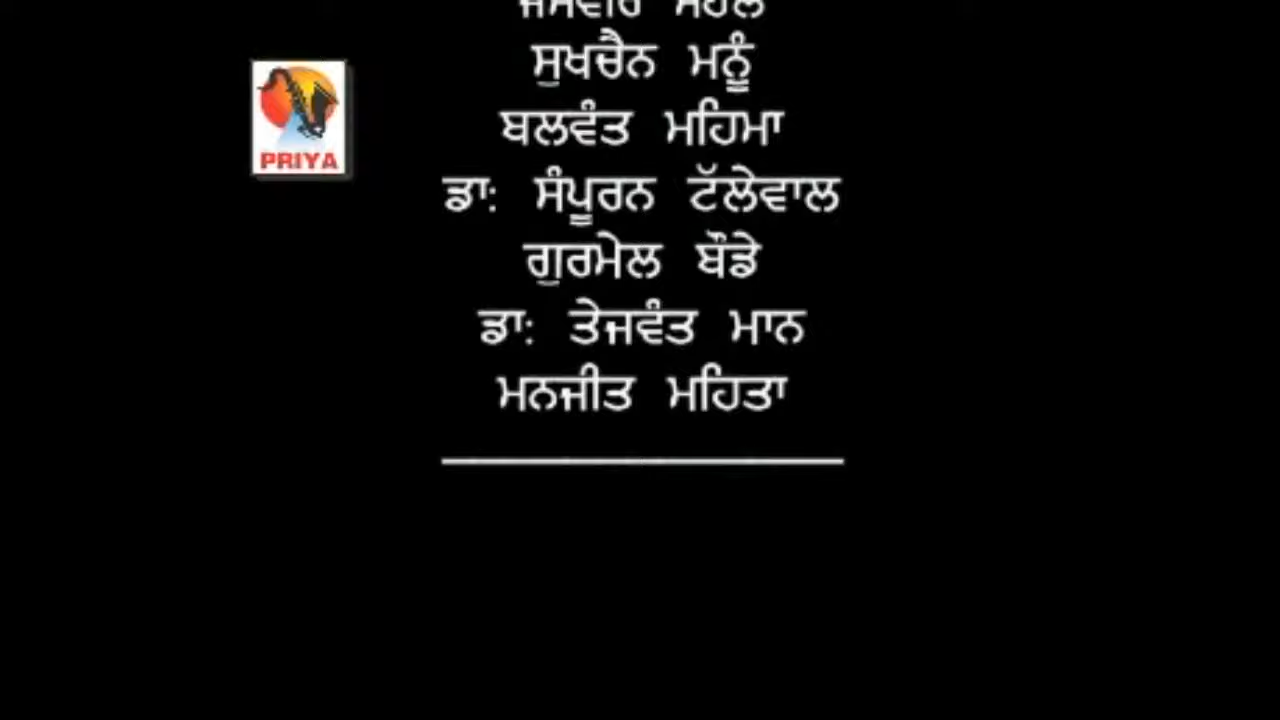 ਸੁਖਚੈਨ ਮਨੂੰ
PRIYA
ਬਲਵੰਤ ਮਹਿਮਾ
ਡਾ: ਸੰਪੂਰਨ ਟੱਲੇਵਾਲ
ਗੁਰਮੇਲ ਬੌਡੇ
ਡਾ: ਤੇਜਵੰਤ ਮਾਨ
ਮਨਜੀਤ ਮਹਿਤਾ